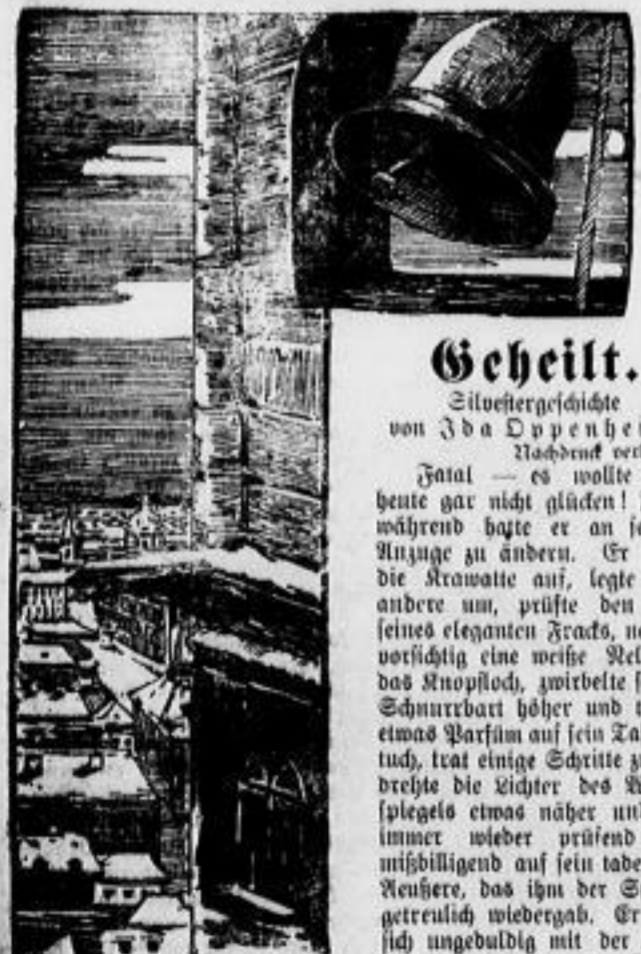 Geheilt.
Silvestergeschichte
von Ida Oppenhe
Nachdruck ver
Fatal — es wollte
heute gar nicht glücken!
während hatte er an se
Anzuge zu ändern. Er
die Krawatte auf, legte
andere um, prüfte den
seines eleganten Fracks, ne
vorsichtig eine weiße Nel
das Knopfloch, zwirbelte s
Schnurrbart höher und t
etwas Parfüm auf sein Ta
tuch, trat einige Schritte z
drehte die Lichter des A
spiegels etwas näher un
immer wieder prüfend
mißbilligend auf sein tade
Aeußere, das ihm der S
getreulich wiedergab. Er
sich ungeduldig mit der